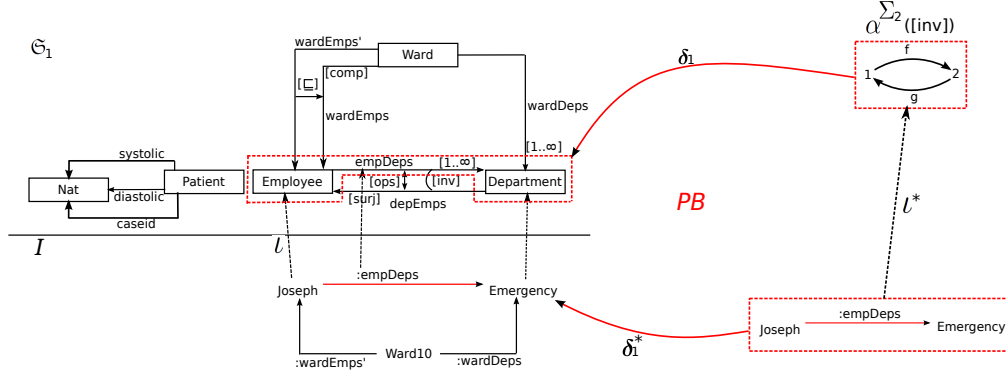 𝔖₁
wardEmps'
Ward
[comp]
[⊑]
wardEmps
wardDeps
[1..∞]
systolic
Nat
Patient
diastolic
caseid
empDeps
[1..∞]
Employee
[ops]
[inv]
Department
[surj]
depEmps
δ₁
α^Σ₂([inv])
f
1
2
g
PB
ι*
I
ι
:empDeps
Joseph
Emergency
:wardEmps'
Ward10
:wardDeps
δ₁*
:empDeps
Joseph
Emergency